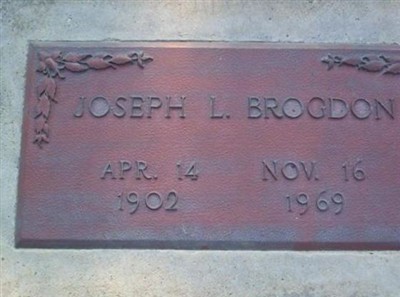 JOSEPH L. BROGDON
APR. 14 NOV. 16
1902 1969